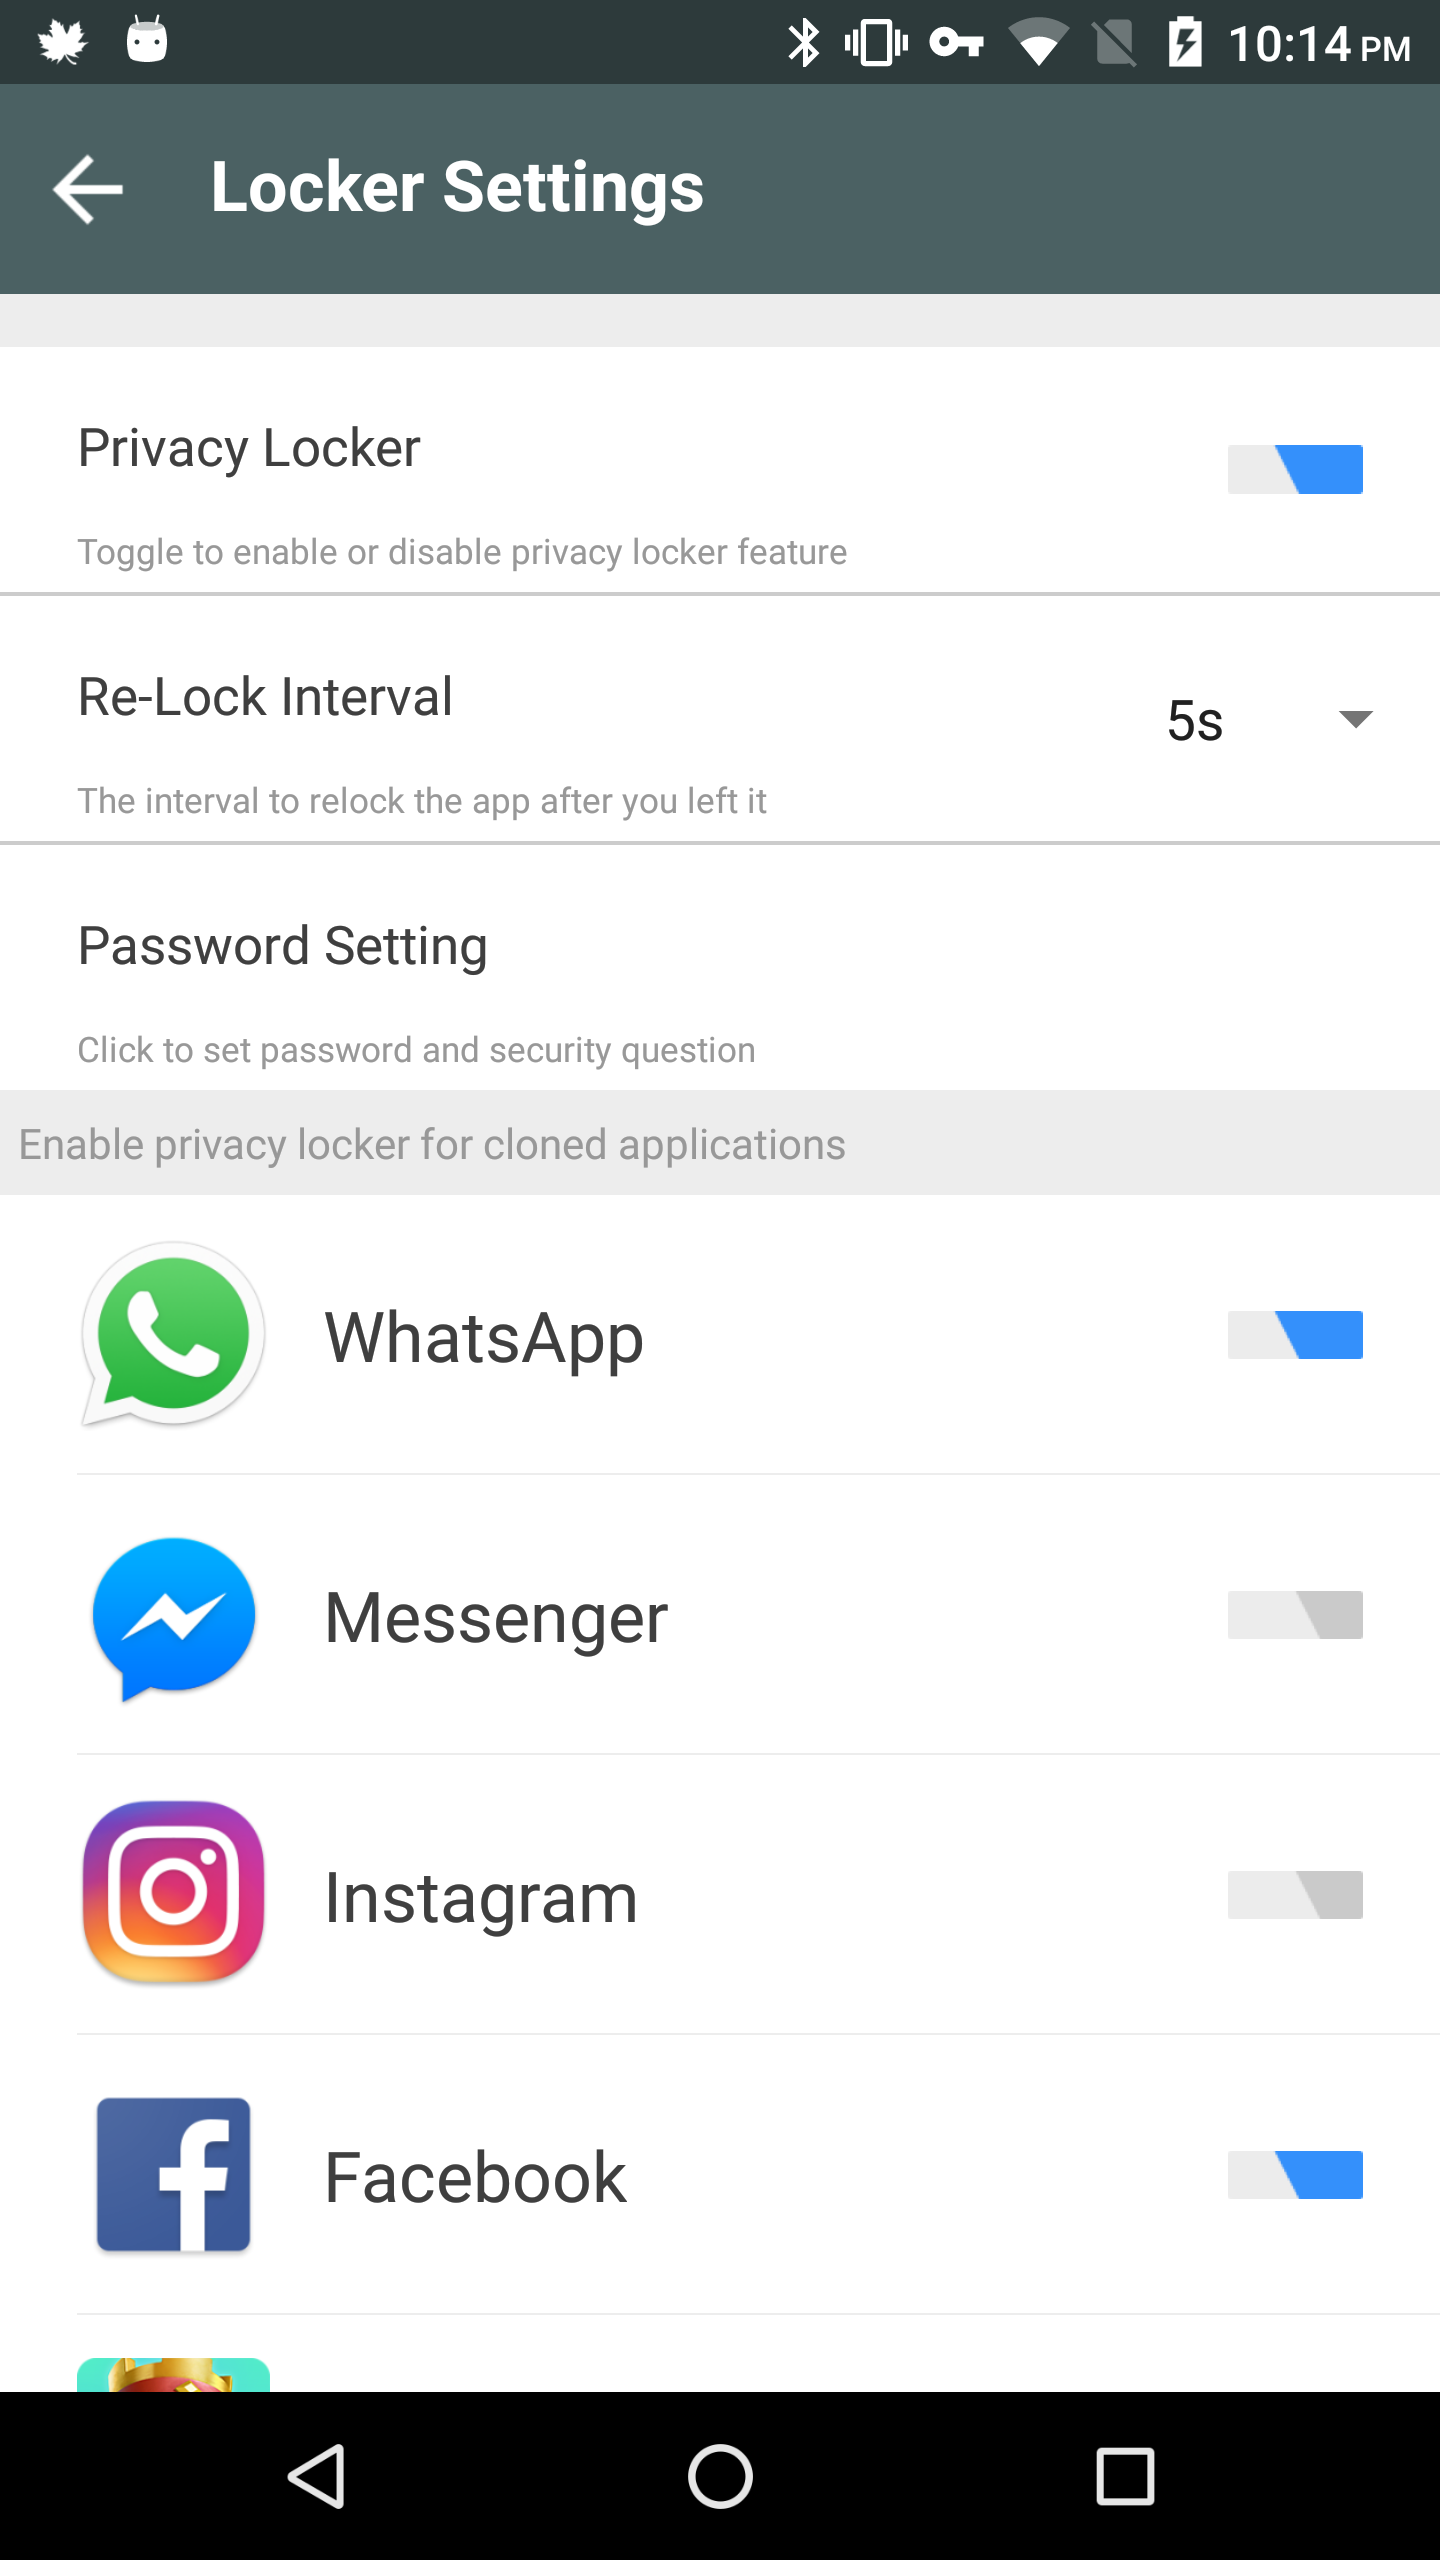 10:14 PM
Locker Settings
Privacy Locker
Toggle to enable or disable privacy locker feature
Re-Lock Interval
5s
The interval to relock the app after you left it
Password Setting
Click to set password and security question
Enable privacy locker for cloned applications
WhatsApp
Messenger
Instagram
Facebook